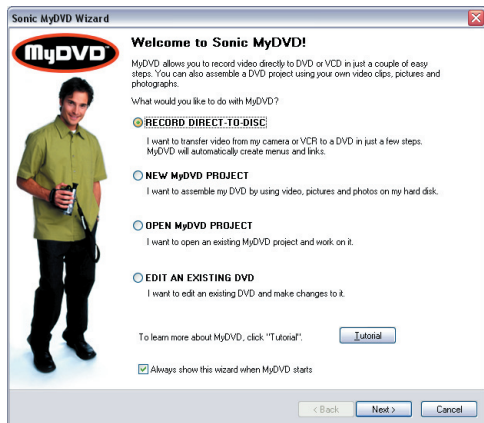 Sonic MyDVD Wizard
MyDVD
Welcome to Sonic MyDVD!
MyDVD allows you to record video directly to DVD or VCD in just a couple of easy
steps. You can also assemble a DVD project using your own video clips, pictures and
photographs.
What would you like to do with MyDVD?
RECORD DIRECT-TO-DISC
I want to transfer video from my camera or VCR to a DVD in just a few steps.
MyDVD will automatically create menus and links.
NEW MyDVD PROJECT
I want to assemble my DVD by using video, pictures and photos on my hard disk.
OPEN MyDVD PROJECT
I want to open an existing MyDVD project and work on it.
EDIT AN EXISTING DVD
I want to edit an existing DVD and make changes to it.
To learn more about MyDVD, click "Tutorial".
Tutorial
Always show this wizard when MyDVD starts
< Back
Next >
Cancel